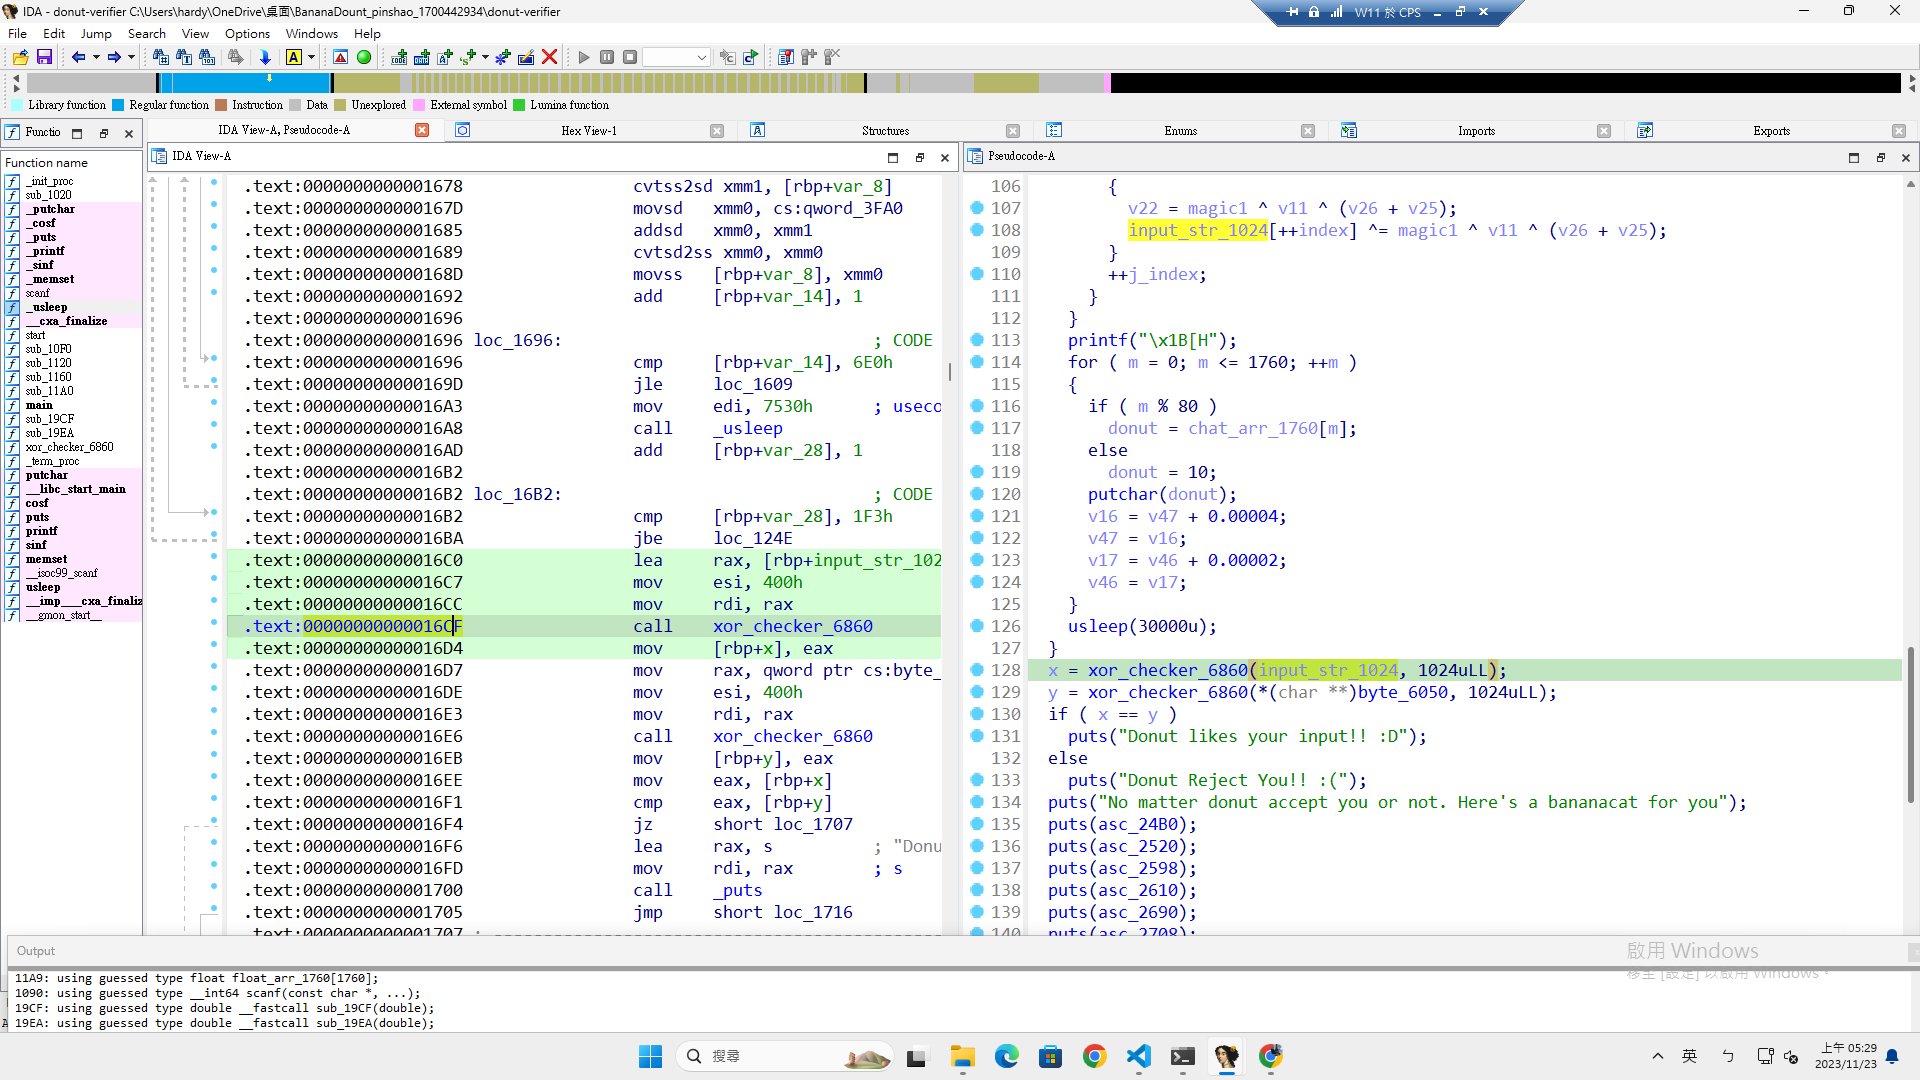 IDA - donut-verifier C:\Users\hardy\OneDrive\桌面\BananaDount_pinshao_1700442934\donut-verifier
W11 於 CPS
File Edit Jump Search View Options Windows Help
Library function Regular function Instruction Data Unexplored External symbol Lumina function
Functio
IDA View-A, Pseudocode-A
Hex View-1
Structures
Enums
Imports
Exports
Function name
_init_proc
sub_1020
_putchar
_cosf
_puts
_printf
_sinf
_memset
scanf
_usleep
__cxa_finalize
start
sub_10F0
sub_1120
sub_1160
sub_11A0
main
sub_19CF
sub_19EA
xor_checker_6860
_term_proc
putchar
__libc_start_main
cosf
puts
printf
sinf
memset
__isoc99_scanf
usleep
__imp___cxa_finaliz
__gmon_start__
IDA View-A
.text:0000000000001678 cvtss2sd xmm1, [rbp+var_8]
.text:000000000000167D movsd xmm0, cs:qword_3FA0
.text:0000000000001685 addsd xmm0, xmm1
.text:0000000000001689 cvtsd2ss xmm0, xmm0
.text:000000000000168D movss [rbp+var_8], xmm0
.text:0000000000001692 add [rbp+var_14], 1
.text:0000000000001696
.text:0000000000001696 loc_1696: ; CODE
.text:0000000000001696 cmp [rbp+var_14], 6E0h
.text:000000000000169D jle loc_1609
.text:00000000000016A3 mov edi, 7530h ; useco
.text:00000000000016A8 call _usleep
.text:00000000000016AD add [rbp+var_28], 1
.text:00000000000016B2
.text:00000000000016B2 loc_16B2: ; CODE
.text:00000000000016B2 cmp [rbp+var_28], 1F3h
.text:00000000000016BA jbe loc_124E
.text:00000000000016C0 lea rax, [rbp+input_str_102
.text:00000000000016C7 mov esi, 400h
.text:00000000000016CC mov rdi, rax
.text:00000000000016CF call xor_checker_6860
.text:00000000000016D4 mov [rbp+x], eax
.text:00000000000016D7 mov rax, qword ptr cs:byte_
.text:00000000000016DE mov esi, 400h
.text:00000000000016E3 mov rdi, rax
.text:00000000000016E6 call xor_checker_6860
.text:00000000000016EB mov [rbp+y], eax
.text:00000000000016EE mov eax, [rbp+x]
.text:00000000000016F1 cmp eax, [rbp+y]
.text:00000000000016F4 jz short loc_1707
.text:00000000000016F6 lea rax, s ; "Donu
.text:00000000000016FD mov rdi, rax ; s
.text:0000000000001700 call _puts
.text:0000000000001705 jmp short loc_1716
.text:0000000000001707 ; ---------------------------------------------
Pseudocode-A
106 {
107 v22 = magic1 ^ v11 ^ (v26 + v25);
108 input_str_1024[++index] ^= magic1 ^ v11 ^ (v26 + v25);
109 }
110 ++j_index;
111 }
112 }
113 printf("\x1B[H");
114 for ( m = 0; m <= 1760; ++m )
115 {
116 if ( m % 80 )
117 donut = chat_arr_1760[m];
118 else
119 donut = 10;
120 putchar(donut);
121 v16 = v47 + 0.00004;
122 v47 = v16;
123 v17 = v46 + 0.00002;
124 v46 = v17;
125 }
126 usleep(30000u);
127 }
128 x = xor_checker_6860(input_str_1024, 1024uLL);
129 y = xor_checker_6860(*(char **)byte_6050, 1024uLL);
130 if ( x == y )
131 puts("Donut likes your input!! :D");
132 else
133 puts("Donut Reject You!! :(");
134 puts("No matter donut accept you or not. Here's a bananacat for you");
135 puts(asc_24B0);
136 puts(asc_2520);
137 puts(asc_2598);
138 puts(asc_2610);
139 puts(asc_2690);
140 puts(asc_2708);
Output
11A9: using guessed type float float_arr_1760[1760];
1090: using guessed type __int64 scanf(const char *, ...);
19CF: using guessed type double __fastcall sub_19CF(double);
19EA: using guessed type double __fastcall sub_19EA(double);
啟用 Windows
移至 [設定] 以啟用 Windows。
搜尋
英
ㄅ
上午 05:29
2023/11/23